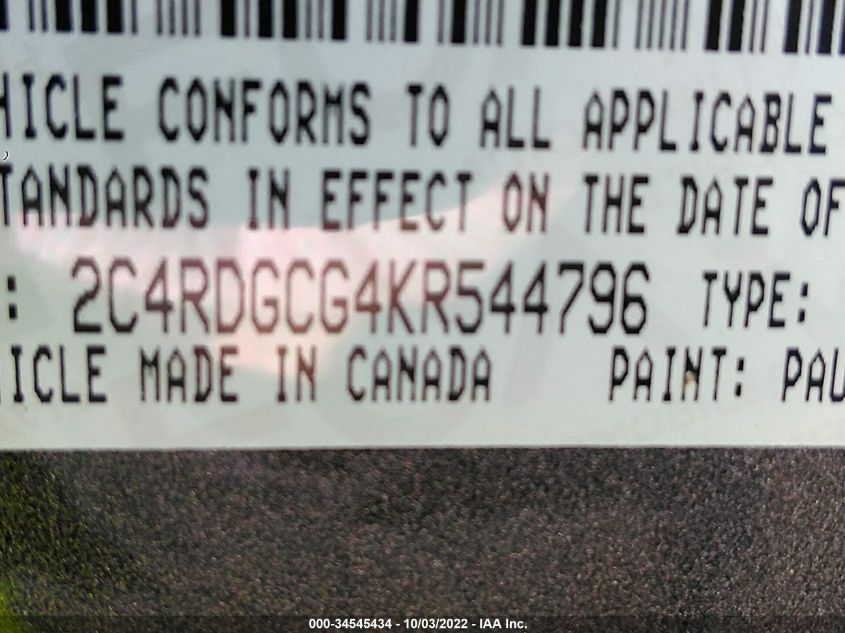 HICLE CONFORMS TO ALL APPLICABLE
TANDARDS IN EFFECT ON THE DATE OF
: 2C4RDGCG4KR544796 TYPE:
ICLE MADE IN CANADA PAINT: PAU
000-34545434 - 10/03/2022 - IAA Inc.